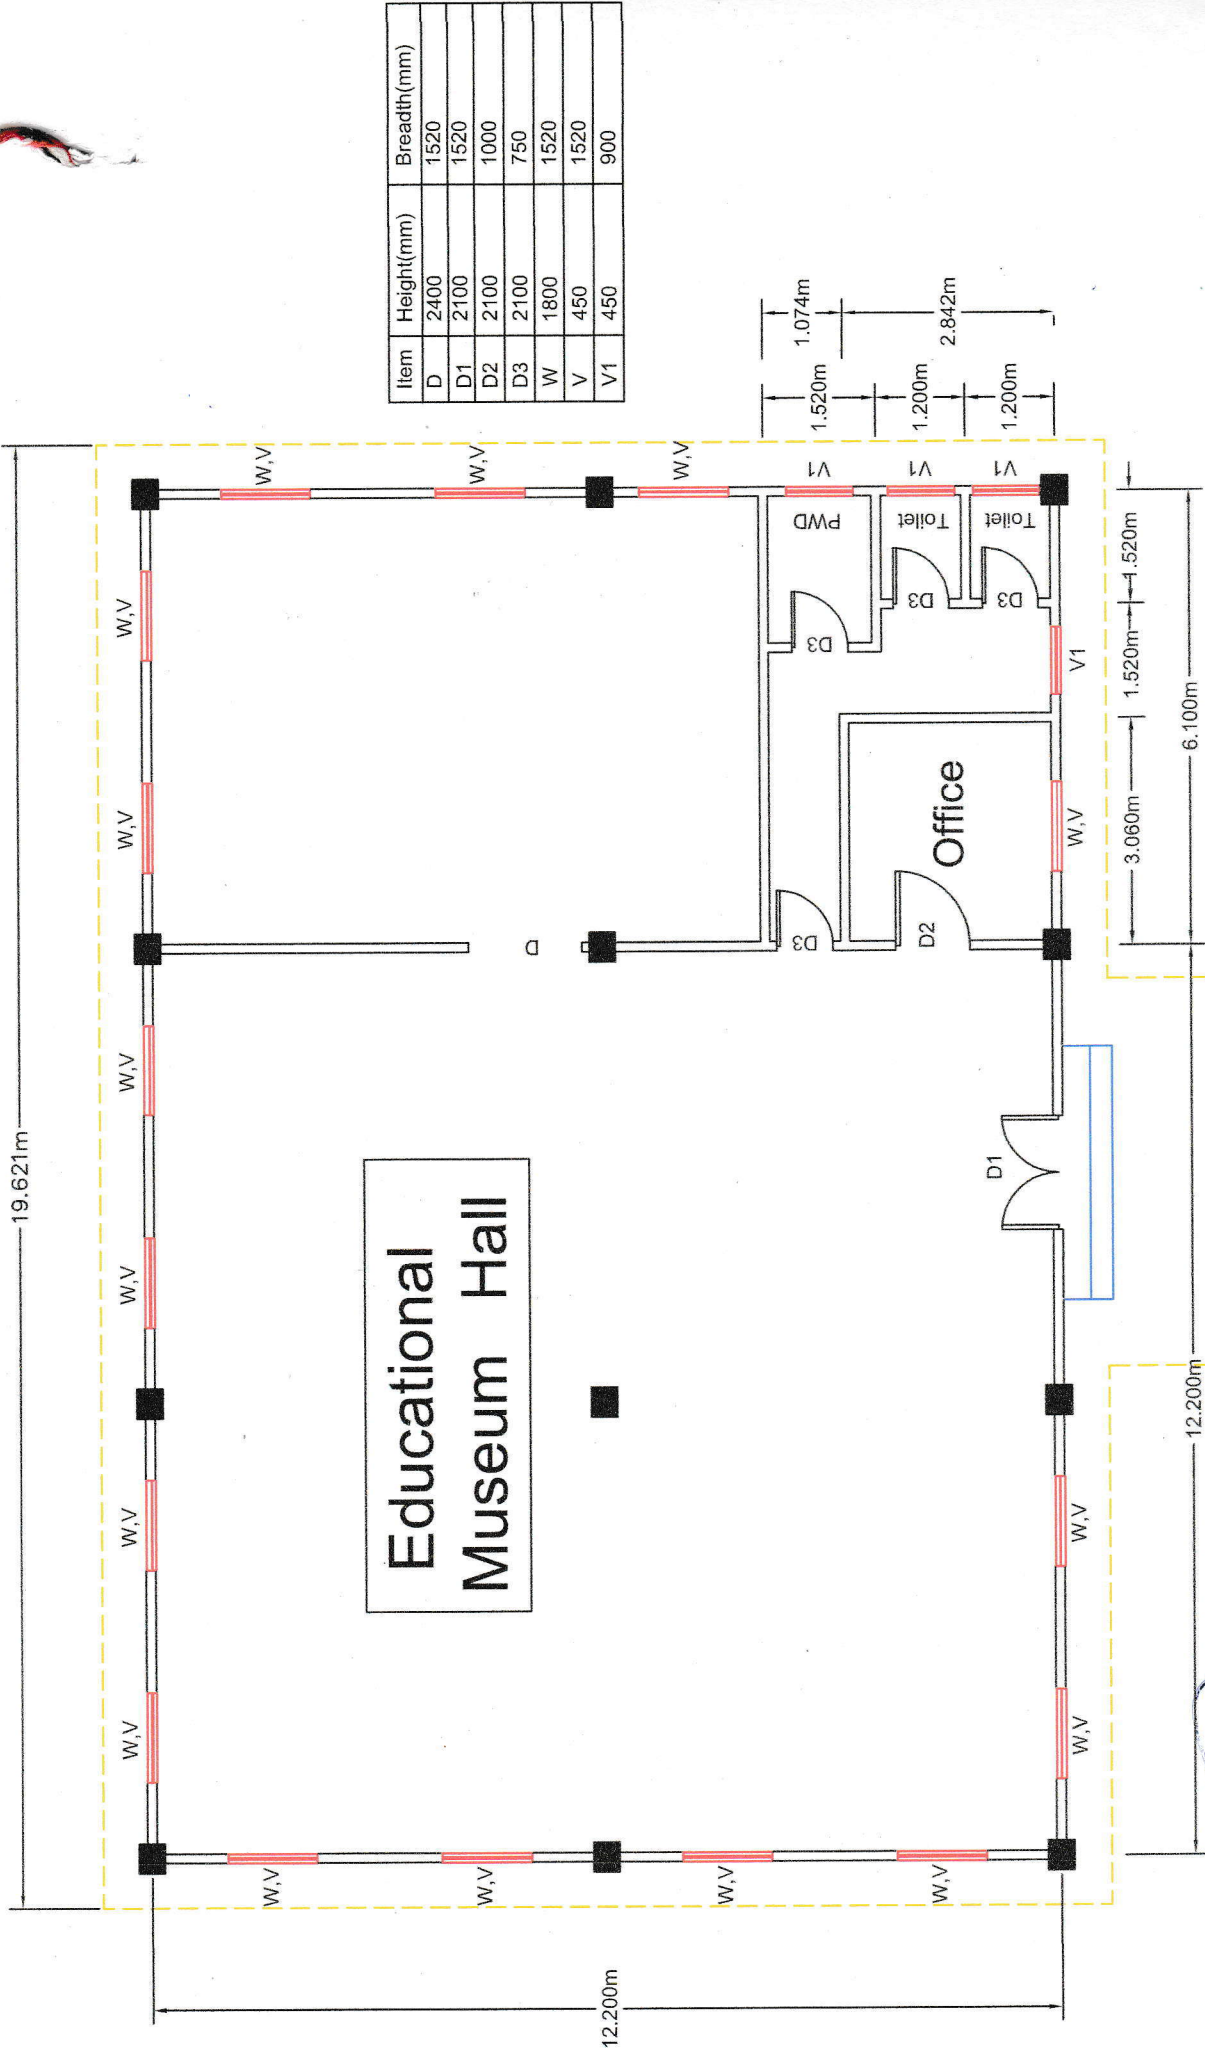 19.621m
W,V
W,V
W,V
W,V
W,V
W,V
W,V
W,V
W,V
W,V
W,V
W,V
W,V
12.200m
Educational
Museum Hall
D
D3
D2
D3
D3
D3
PWD
Toilet
Toilet
Office
D1
V1
V1
V1
W,V
W,V
W,V
V1
1.520m
1.200m
1.200m
1.074m
2.842m
3.060m
1.520m
1.520m
12.200m
6.100m
Item Height(mm) Breadth(mm)
D 2400 1520
D1 2100 1520
D2 2100 1000
D3 2100 750
W 1800 1520
V 450 1520
V1 450 900